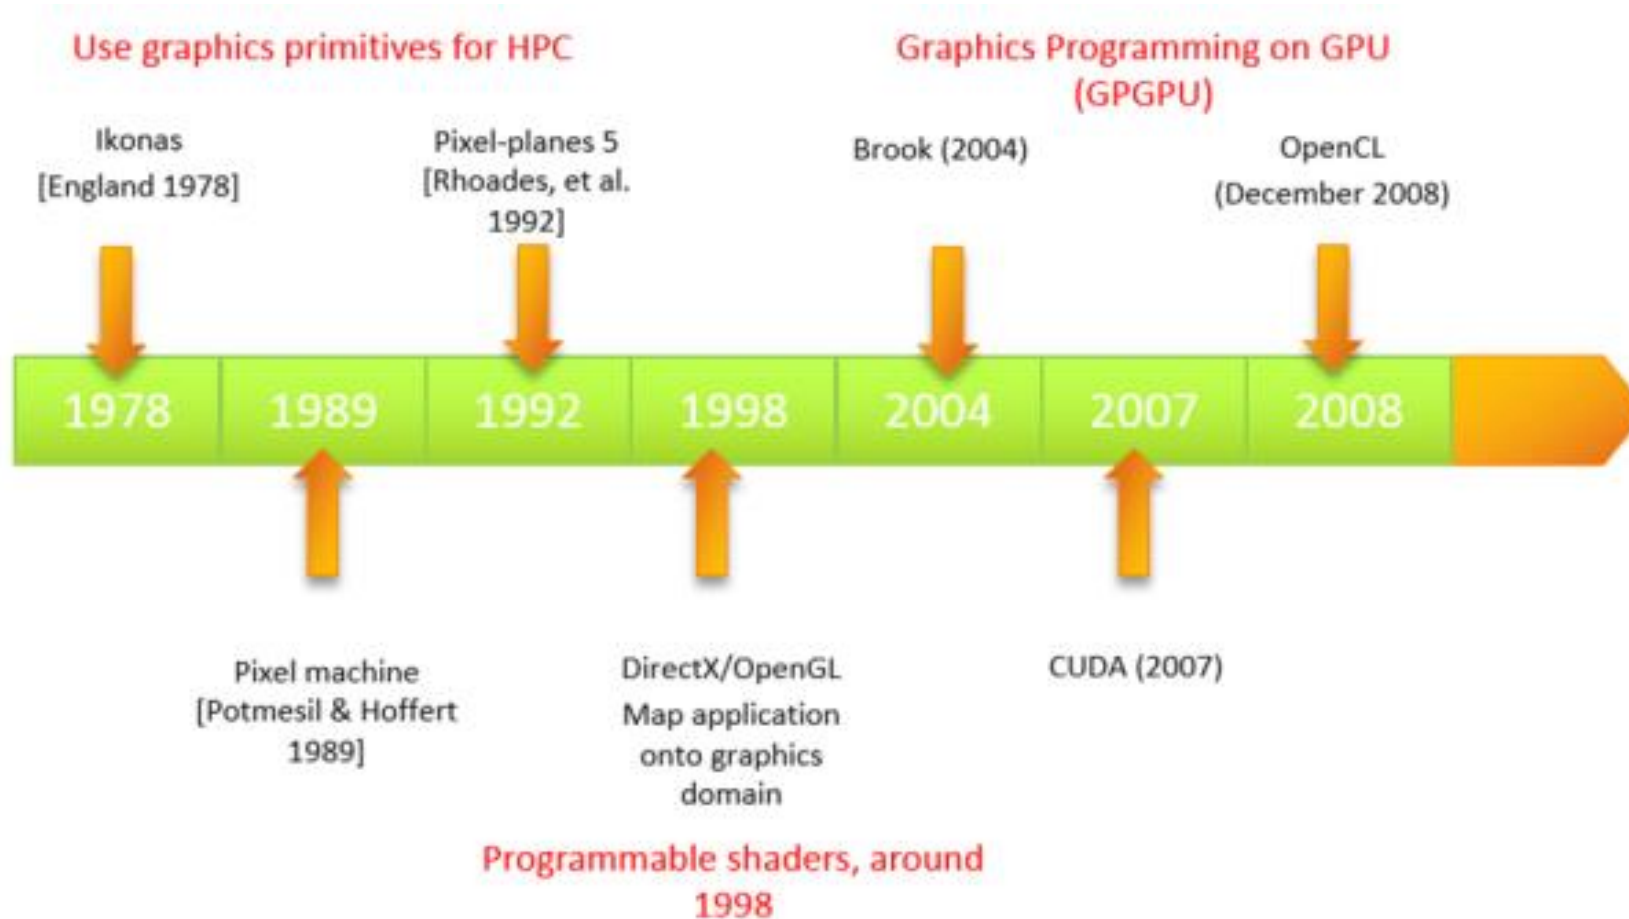 Use graphics primitives for HPC
Graphics Programming on GPU
(GPGPU)
Ikonas
[England 1978]
Pixel-planes 5
[Rhoades, et al.
1992]
Brook (2004)
OpenCL
(December 2008)
1978
1989
1992
1998
2004
2007
2008
Pixel machine
[Potmesil & Hoffert
1989]
DirectX/OpenGL
Map application
onto graphics
domain
CUDA (2007)
Programmable shaders, around
1998